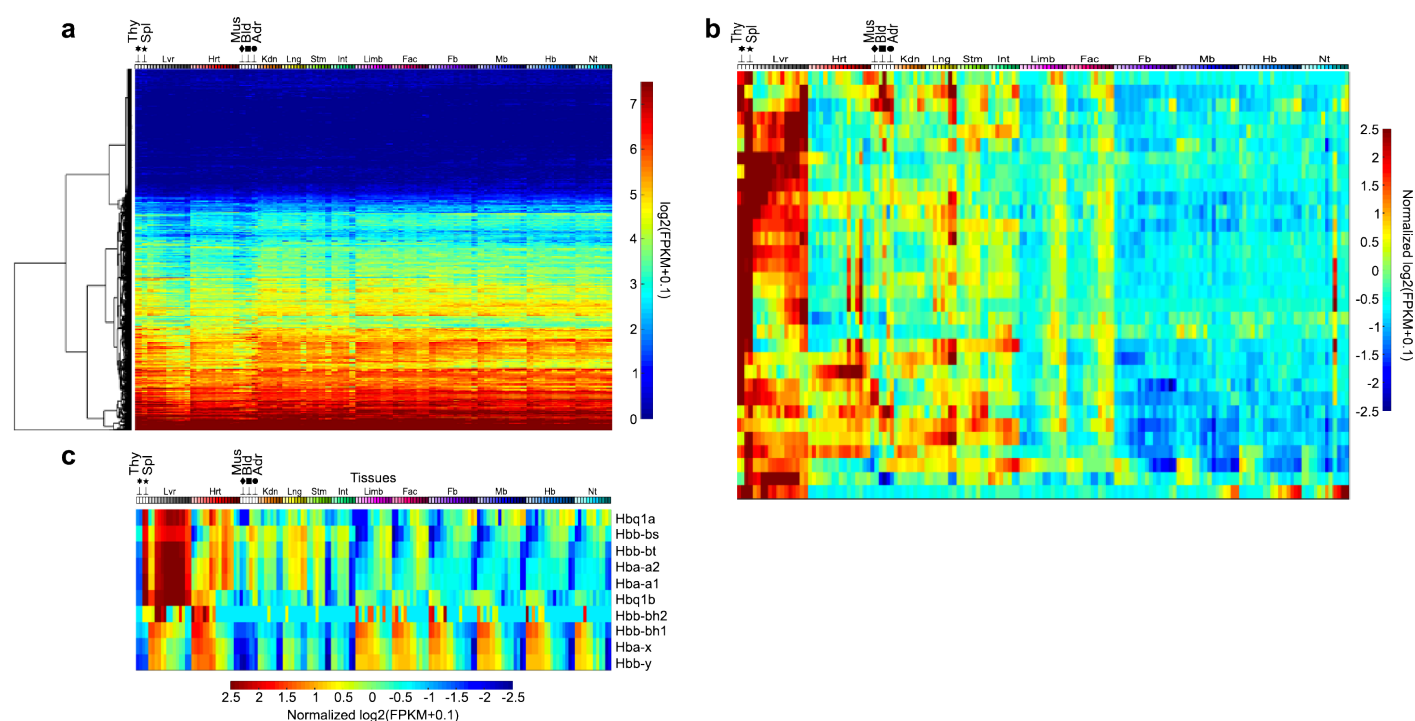 a
Thy
Spl
Mus
Bld
Adr
Lvr Hrt Kdn Lng Stm Int Limb Fac Fb Mb Hb Nt
7
6
5
4
3
2
1
0
log2(FPKM+0.1)
b
Thy
Spl
Mus
Bld
Adr
Lvr Hrt Kdn Lng Stm Int Limb Fac Fb Mb Hb Nt
2.5
2
1.5
1
0.5
0
-0.5
-1
-1.5
-2
-2.5
Normalized log2(FPKM+0.1)
c
Thy
Spl
Mus
Bld
Adr
Tissues
Lvr Hrt Kdn Lng Stm Int Limb Fac Fb Mb Hb Nt
Hbq1a
Hbb-bs
Hbb-bt
Hba-a2
Hba-a1
Hbq1b
Hbb-bh2
Hbb-bh1
Hba-x
Hbb-y
2.5 2 1.5 1 0.5 0 -0.5 -1 -1.5 -2 -2.5
Normalized log2(FPKM+0.1)